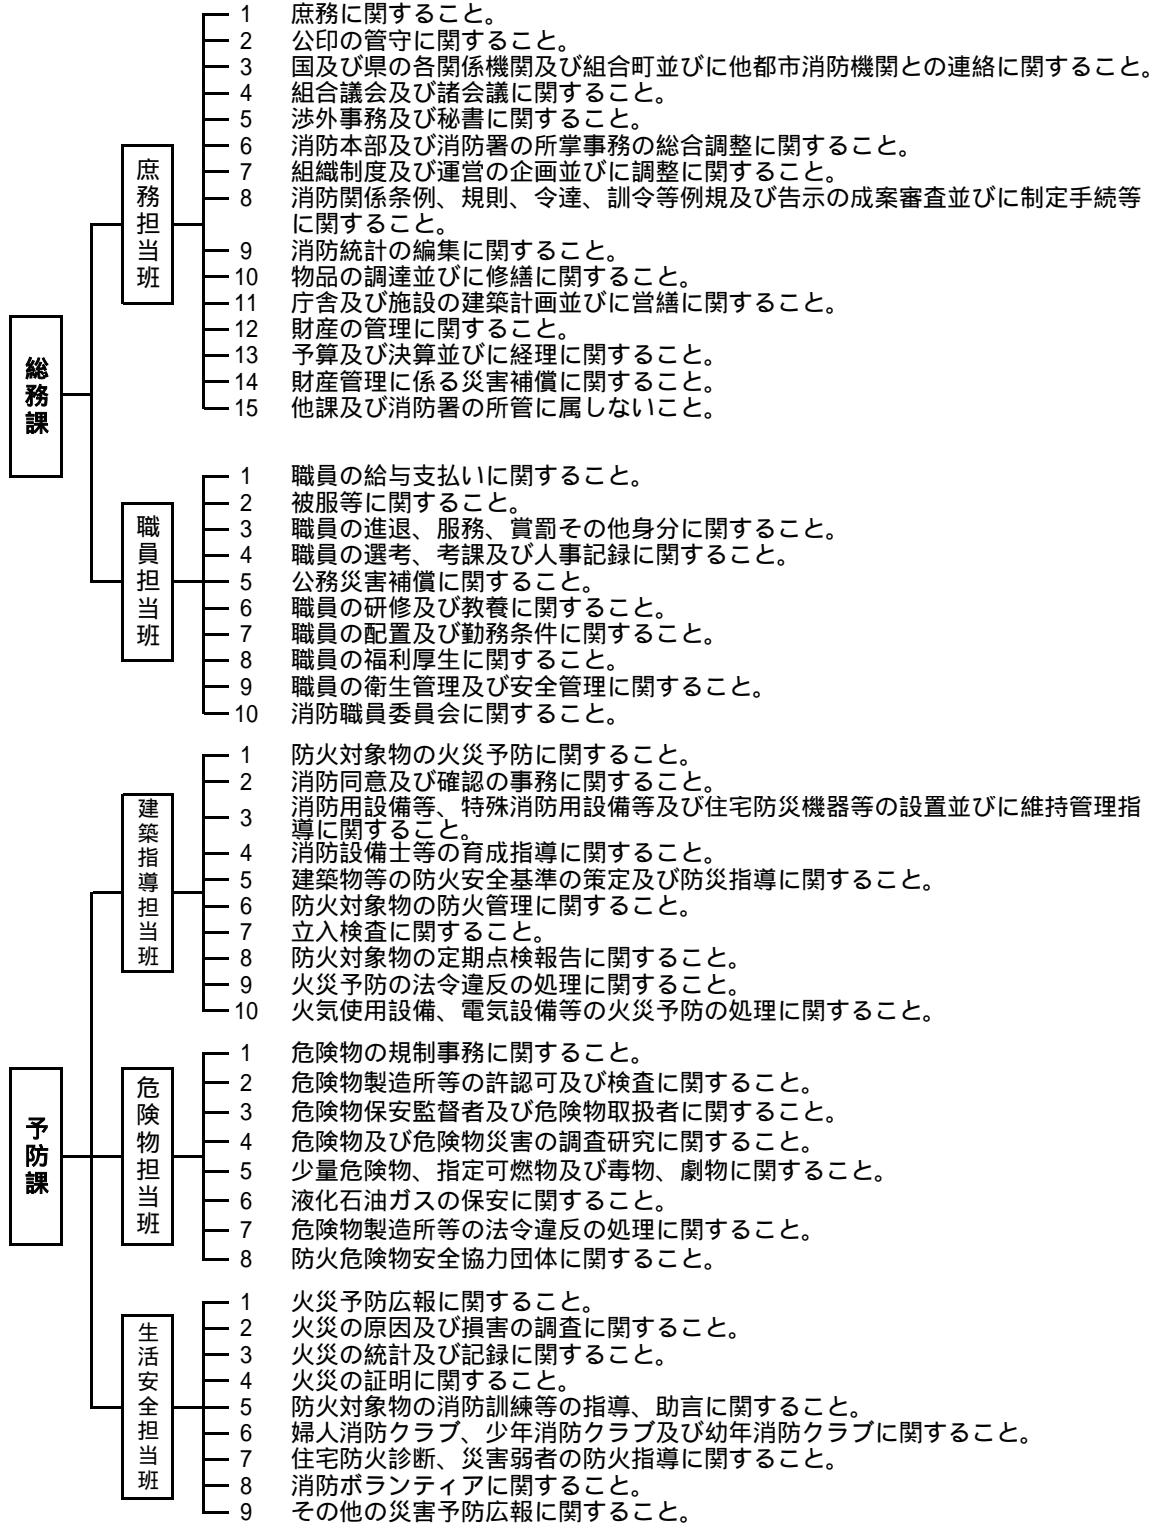 総務課
庶務担当班
1 庶務に関すること。
2 公印の管守に関すること。
3 国及び県の各関係機関及び組合町並びに他都市消防機関との連絡に関すること。
4 組合議会及び諸会議に関すること。
5 渉外事務及び秘書に関すること。
6 消防本部及び消防署の所掌事務の総合調整に関すること。
7 組織制度及び運営の企画並びに調整に関すること。
8 消防関係条例、規則、令達、訓令等例規及び告示の成案審査並びに制定手続等
に関すること。
9 消防統計の編集に関すること。
10 物品の調達並びに修繕に関すること。
11 庁舎及び施設の建築計画並びに営繕に関すること。
12 財産の管理に関すること。
13 予算及び決算並びに経理に関すること。
14 財産管理に係る災害補償に関すること。
15 他課及び消防署の所管に属しないこと。
職員担当班
1 職員の給与支払いに関すること。
2 被服等に関すること。
3 職員の進退、服務、賞罰その他身分に関すること。
4 職員の選考、考課及び人事記録に関すること。
5 公務災害補償に関すること。
6 職員の研修及び教養に関すること。
7 職員の配置及び勤務条件に関すること。
8 職員の福利厚生に関すること。
9 職員の衛生管理及び安全管理に関すること。
10 消防職員委員会に関すること。
予防課
建築指導担当班
1 防火対象物の火災予防に関すること。
2 消防同意及び確認の事務に関すること。
3 消防用設備等、特殊消防用設備等及び住宅防災機器等の設置並びに維持管理指
導に関すること。
4 消防設備士等の育成指導に関すること。
5 建築物等の防火安全基準の策定及び防災指導に関すること。
6 防火対象物の防火管理に関すること。
7 立入検査に関すること。
8 防火対象物の定期点検報告に関すること。
9 火災予防の法令違反の処理に関すること。
10 火気使用設備、電気設備等の火災予防の処理に関すること。
危険物担当班
1 危険物の規制事務に関すること。
2 危険物製造所等の許認可及び検査に関すること。
3 危険物保安監督者及び危険物取扱者に関すること。
4 危険物及び危険物災害の調査研究に関すること。
5 少量危険物、指定可燃物及び毒物、劇物に関すること。
6 液化石油ガスの保安に関すること。
7 危険物製造所等の法令違反の処理に関すること。
8 防火危険物安全協力団体に関すること。
生活安全担当班
1 火災予防広報に関すること。
2 火災の原因及び損害の調査に関すること。
3 火災の統計及び記録に関すること。
4 火災の証明に関すること。
5 防火対象物の消防訓練等の指導、助言に関すること。
6 婦人消防クラブ、少年消防クラブ及び幼年消防クラブに関すること。
7 住宅防火診断、災害弱者の防火指導に関すること。
8 消防ボランティアに関すること。
9 その他の災害予防広報に関すること。